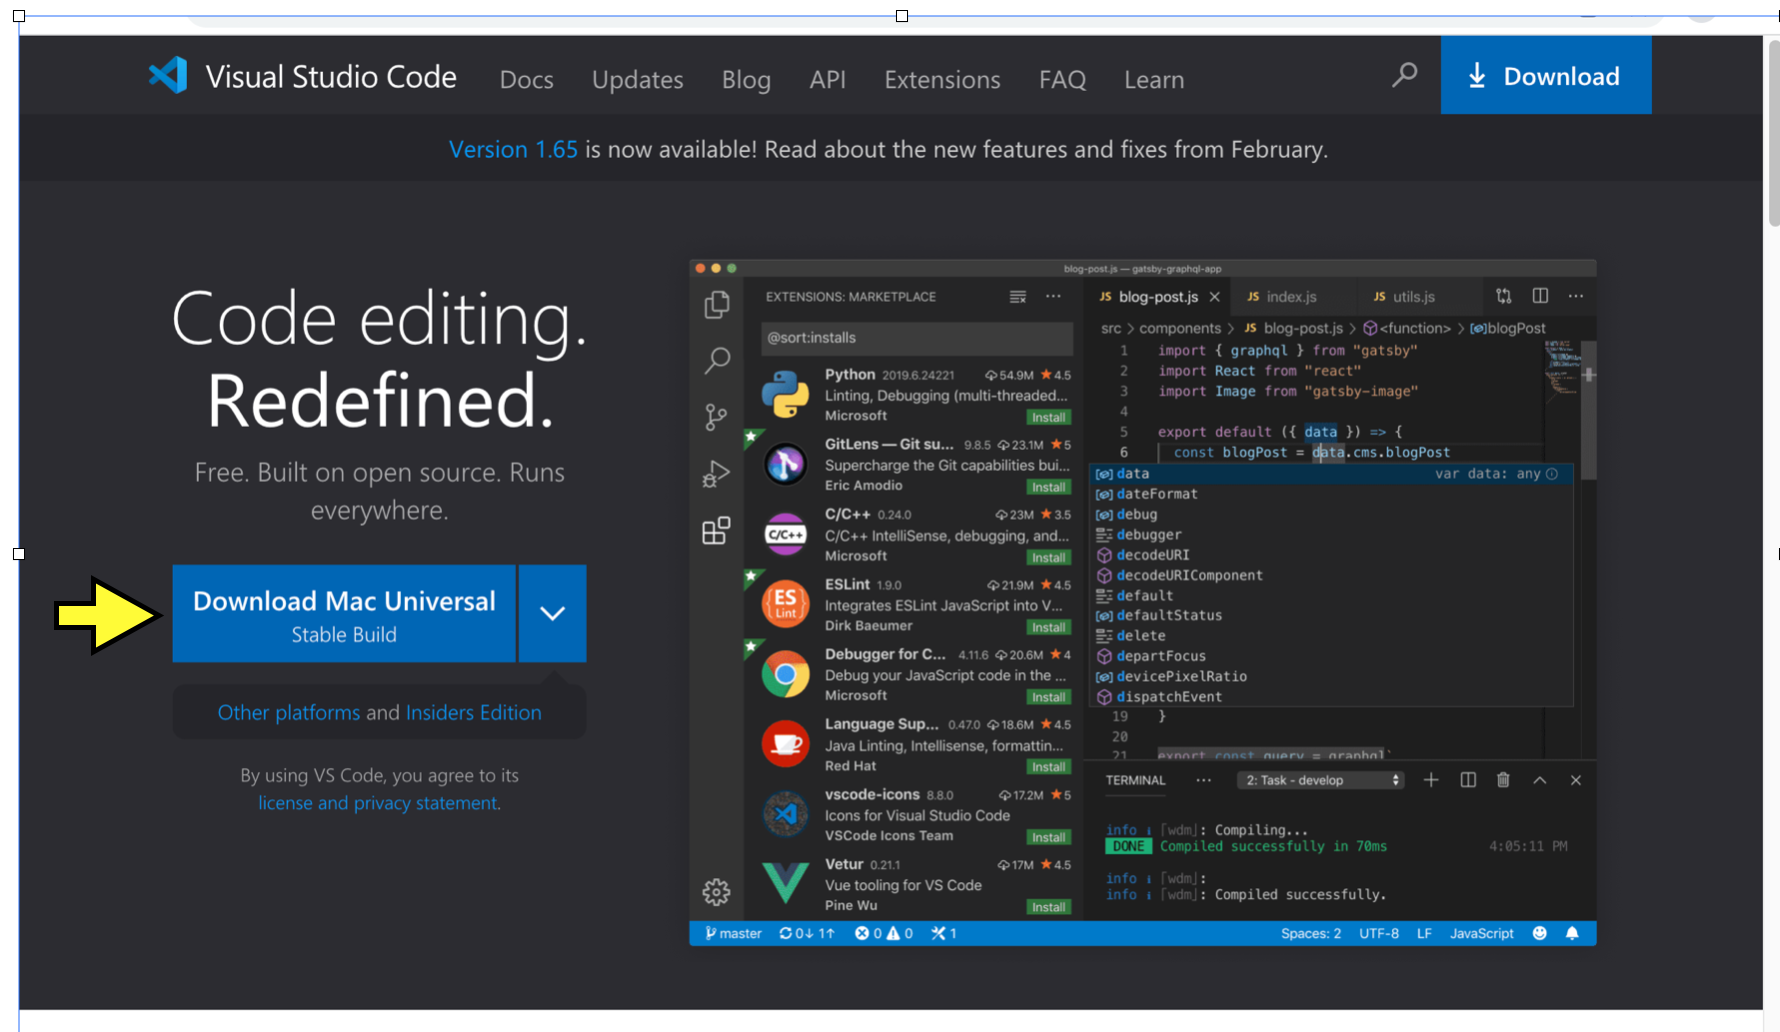 Visual Studio Code
Docs
Updates
Blog
API
Extensions
FAQ
Learn
Download
Version 1.65 is now available! Read about the new features and fixes from February.
Code editing.
Redefined.
Free. Built on open source. Runs
everywhere.
Download Mac Universal
Stable Build
Other platforms and Insiders Edition
By using VS Code, you agree to its
license and privacy statement.
blog-post.js — gatsby-graphql-app
EXTENSIONS: MARKETPLACE
@sort:installs
Python 2019.6.24221 54.9M 4.5
Linting, Debugging (multi-threaded...
Microsoft
Install
GitLens — Git su... 9.8.5 23.1M 5
Supercharge the Git capabilities bui...
Eric Amodio
Install
C/C++
C/C++ 0.24.0 23M 3.5
C/C++ IntelliSense, debugging, and...
Microsoft
Install
ES
Lint
ESLint 1.9.0 21.9M 4.5
Integrates ESLint JavaScript into V...
Dirk Baeumer
Install
Debugger for C... 4.11.6 20.6M 4
Debug your JavaScript code in the ...
Microsoft
Install
Language Sup... 0.47.0 18.6M 4.5
Java Linting, Intellisense, formattin...
Red Hat
Install
vscode-icons 8.8.0 17.2M 5
Icons for Visual Studio Code
VSCode Icons Team
Install
Vetur 0.21.1 17M 4.5
Vue tooling for VS Code
Pine Wu
Install
JS blog-post.js
JS index.js
JS utils.js
src > components > JS blog-post.js > <function> > blogPost
1 import { graphql } from "gatsby"
2 import React from "react"
3 import Image from "gatsby-image"
4
5 export default ({ data }) => {
6 const blogPost = data.cms.blogPost
data var data: any
dateFormat
debug
debugger
decodeURI
decodeURIComponent
default
defaultStatus
delete
departFocus
devicePixelRatio
dispatchEvent
19 }
20
21 export const query = graphql`
TERMINAL ... 2: Task - develop
info ｢wdm｣: Compiling...
DONE Compiled successfully in 70ms 4:05:11 PM
info ｢wdm｣:
info ｢wdm｣: Compiled successfully.
master 0↓ 1↑ 0 0 1
Spaces: 2 UTF-8 LF JavaScript